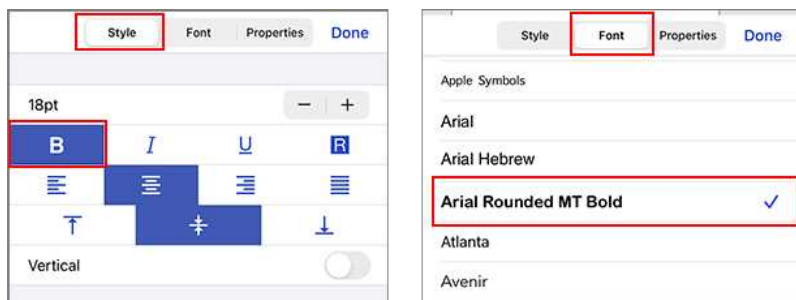 Style Font Properties Done
18pt − +
B I U R
Vertical
Style Font Properties Done
Apple Symbols
Arial
Arial Hebrew
Arial Rounded MT Bold
Atlanta
Avenir